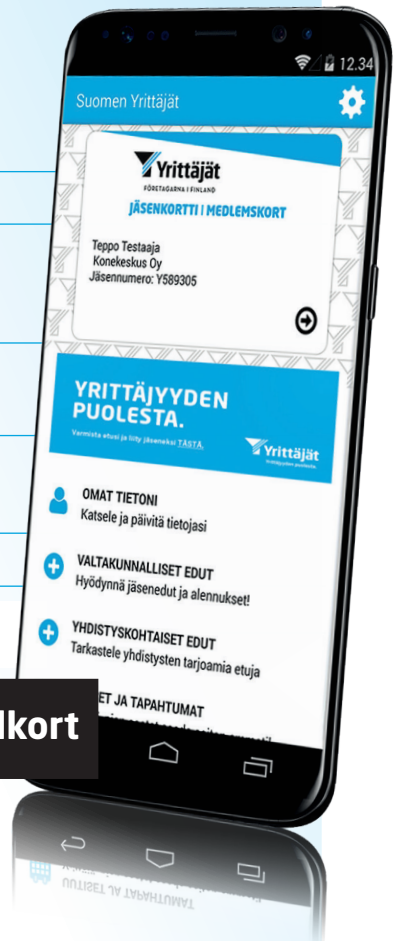 12.34
Suomen Yrittäjät
Yrittäjät
FÖRETAGARNA I FINLAND
JÄSENKORTTI | MEDLEMSKORT
Teppo Testaaja
Konekeskus Oy
Jäsennumero: Y589305
YRITTÄJYYDEN
PUOLESTA.
Varmista etusi ja liity jäseneksi TÄSTÄ.
Yrittäjät
Yrittäjyyden puolesta.
OMAT TIETONI
Katsele ja päivitä tietojasi
VALTAKUNNALLISET EDUT
Hyödynnä jäsenedut ja alennukset!
YHDISTYSKOHTAISET EDUT
Tarkastele yhdistysten tarjoamia etuja
ET JA TAPAHTUMAT
lkort
UUTISET JA TAPAHTUMAT